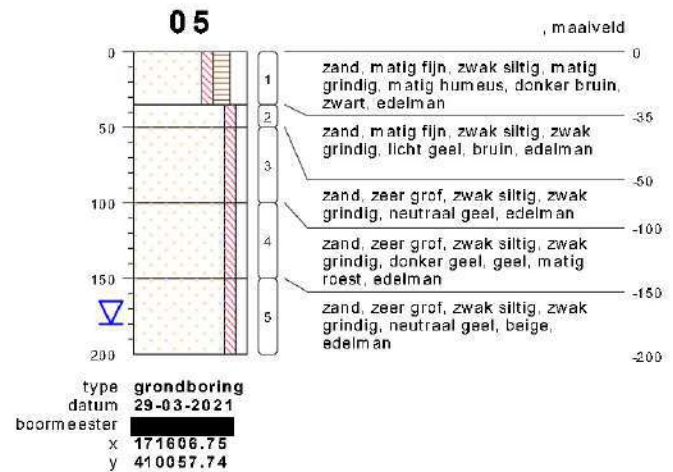 05
, maaiveld
0
0
1
zand, matig fijn, zwak siltig, matig
grindig, matig humeus, donker bruin,
zwart, edelman
-35
2
50
zand, matig fijn, zwak siltig, zwak
grindig, licht geel, bruin, edelman
3
-50
zand, zeer grof, zwak siltig, zwak
grindig, neutraal geel, edelman
100
-100
4
zand, zeer grof, zwak siltig, zwak
grindig, donker geel, geel, matig
roest, edelman
150
-150
5
zand, zeer grof, zwak siltig, zwak
grindig, neutraal geel, beige,
edelman
200
-200
type grondboring
datum 29-03-2021
boormeester
x 171606.75
y 410057.74